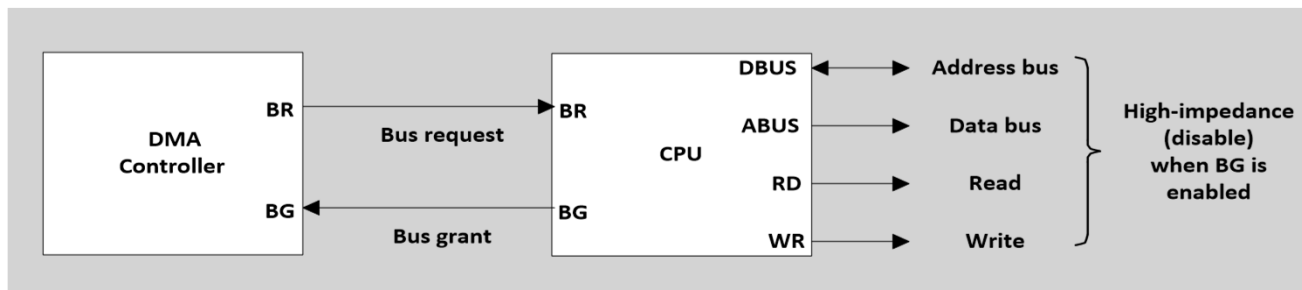 DMA
Controller
BR
BG
Bus request
Bus grant
BR
BG
CPU
DBUS
ABUS
RD
WR
Address bus
Data bus
Read
Write
High-impedance
(disable)
when BG is
enabled